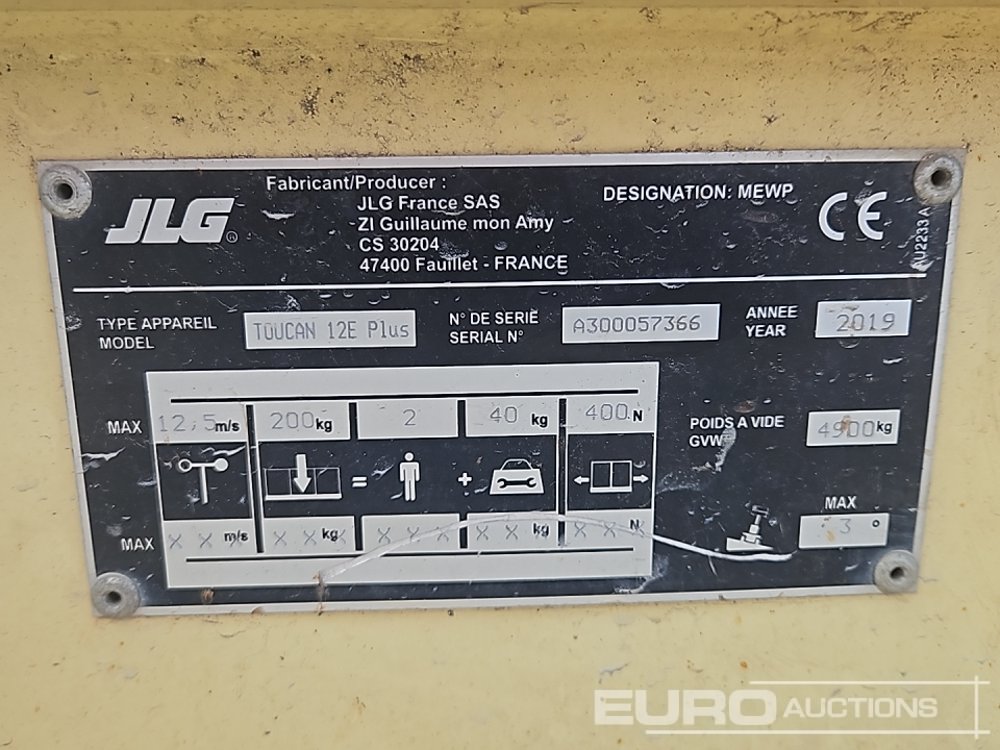 JLG®
Fabricant/Producer :
JLG France SAS
ZI Guillaume mon Amy
CS 30204
47400 Fauillet - FRANCE
DESIGNATION: MEWP
CE
AU2233A
TYPE APPAREIL
MODEL
TOUCAN 12E Plus
N° DE SERIE
SERIAL N°
A300057366
ANNEE
YEAR
2019
MAX 12,5 m/s 200 kg 2 40 kg 400 N
= +
MAX X X X m/s X X X kg X X X X X X kg X X X N
POIDS A VIDE
GVW
4900 kg
MAX
3 °
EURO AUCTIONS